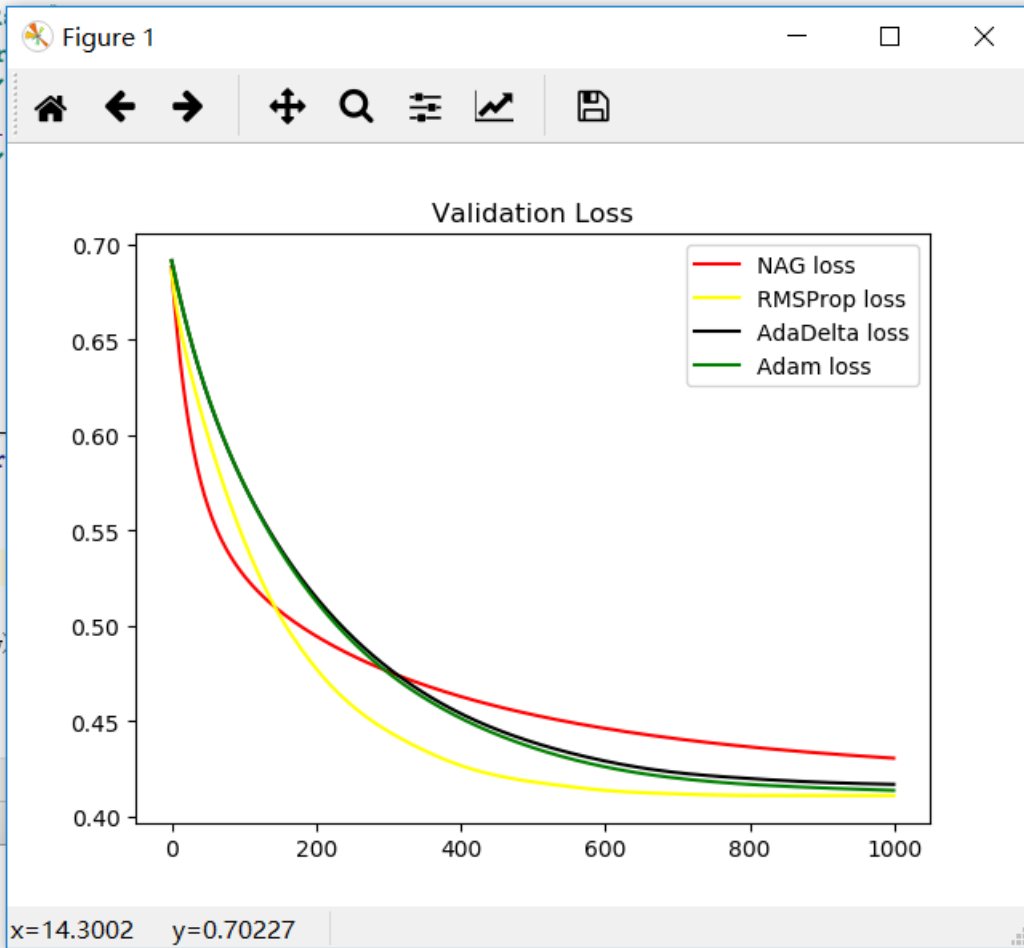 Figure 1
Validation Loss
0.70
0.65
0.60
0.55
0.50
0.45
0.40
NAG loss
RMSProp loss
AdaDelta loss
Adam loss
0 200 400 600 800 1000
x=14.3002 y=0.70227